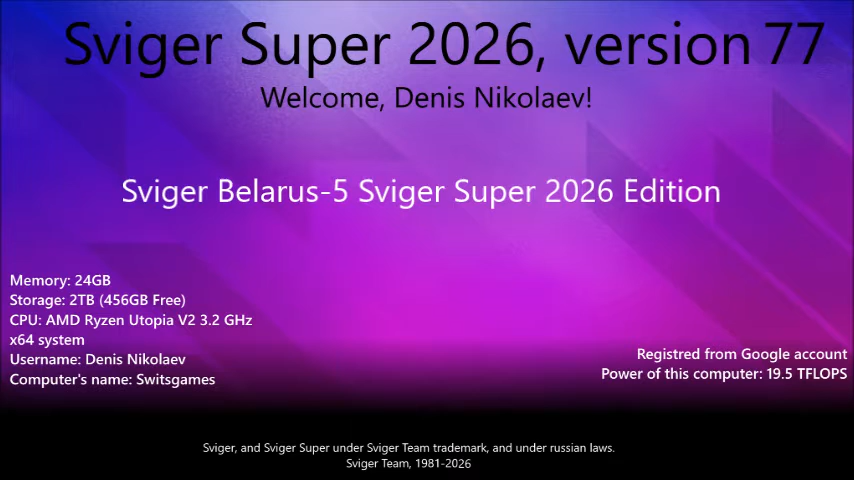 Sviger Super 2026, version 77
Welcome, Denis Nikolaev!
Sviger Belarus-5 Sviger Super 2026 Edition
Memory: 24GB
Storage: 2TB (456GB Free)
CPU: AMD Ryzen Utopia V2 3.2 GHz
x64 system
Username: Denis Nikolaev
Computer's name: Switsgames
Registred from Google account
Power of this computer: 19.5 TFLOPS
Sviger, and Sviger Super under Sviger Team trademark, and under russian laws.
Sviger Team, 1981-2026